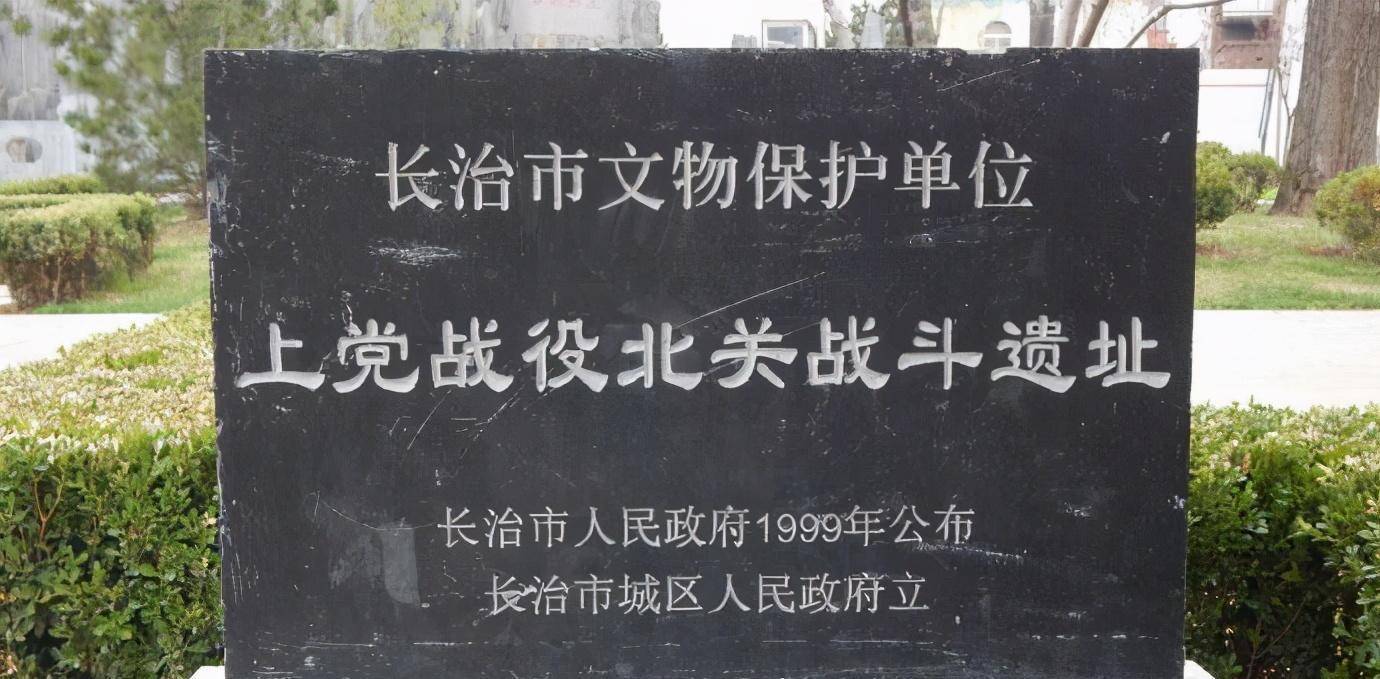 长治市文物保护单位
上党战役北关战斗遗址
长治市人民政府1999年公布
长治市城区人民政府立